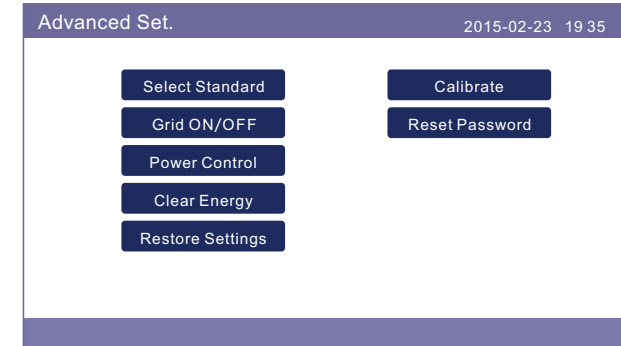 Advanced Set.
2015-02-23 19 35
Select Standard
Grid ON/OFF
Power Control
Clear Energy
Restore Settings
Calibrate
Reset Password